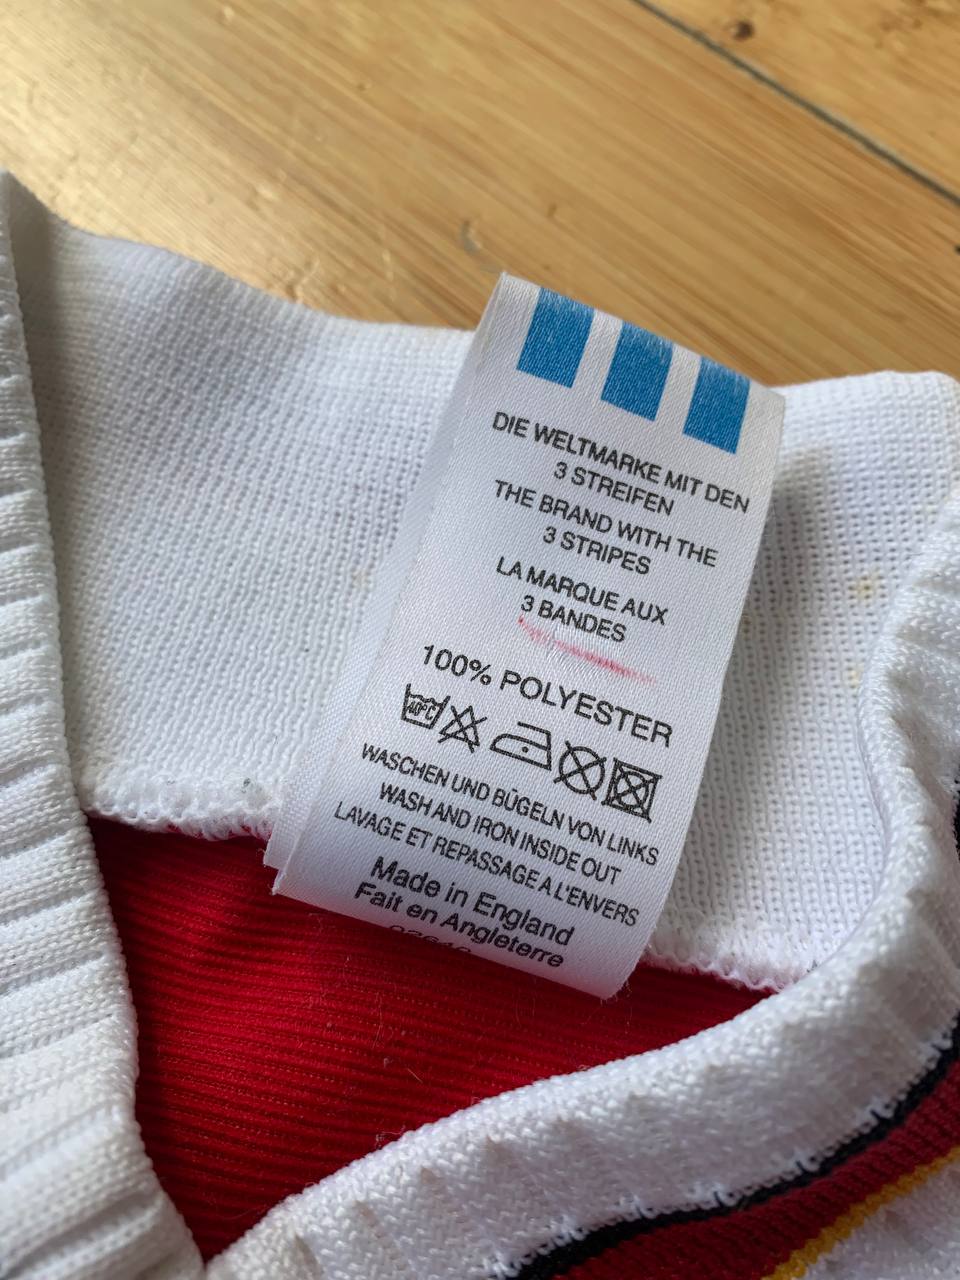 DIE WELTMARKE MIT DEN
3 STREIFEN
THE BRAND WITH THE
3 STRIPES
LA MARQUE AUX
3 BANDES
100% POLYESTER
40°C
WASCHEN UND BÜGELN VON LINKS
WASH AND IRON INSIDE OUT
LAVAGE ET REPASSAGE A L'ENVERS
Made in England
Fait en Angleterre